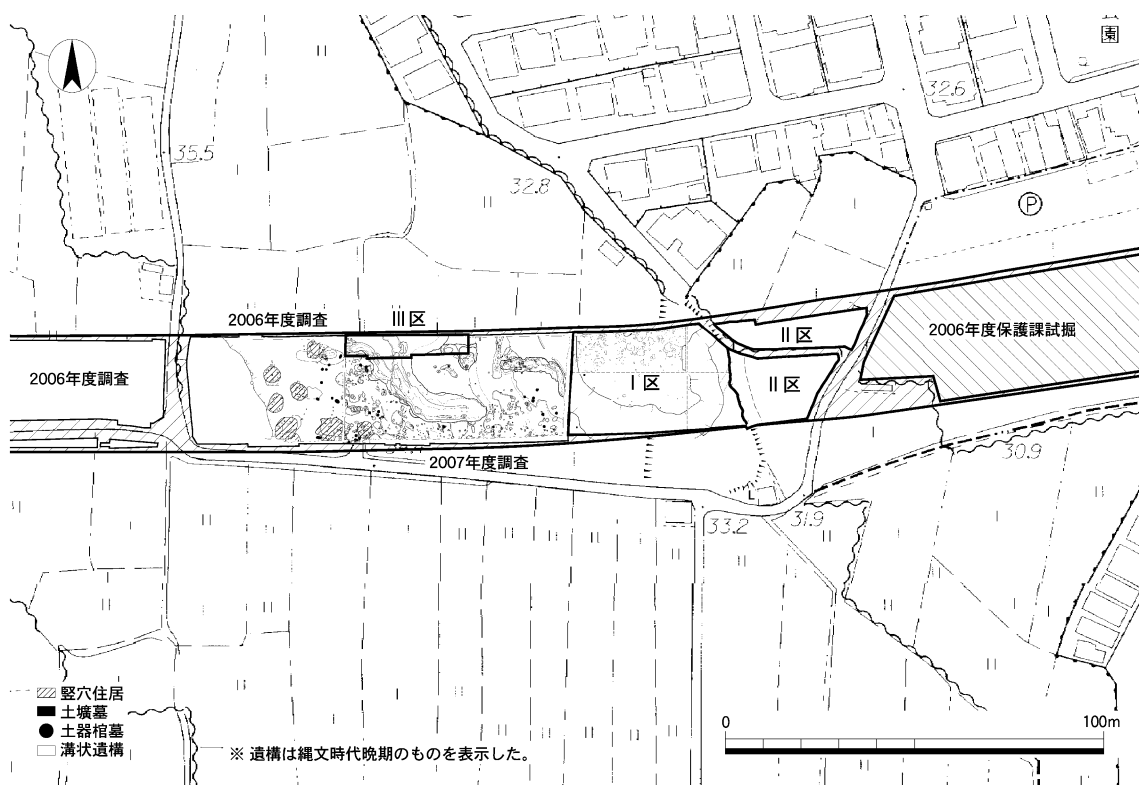 公園
32.6
35.5
32.8
P
2006年度調査
III区
II区
2006年度保護課試掘
2006年度調査
I区
II区
2007年度調査
30.9
33.2
31.9
竪穴住居
土壙墓
土器棺墓
溝状遺構
※ 遺構は縄文時代晩期のものを表示した。
0
100m